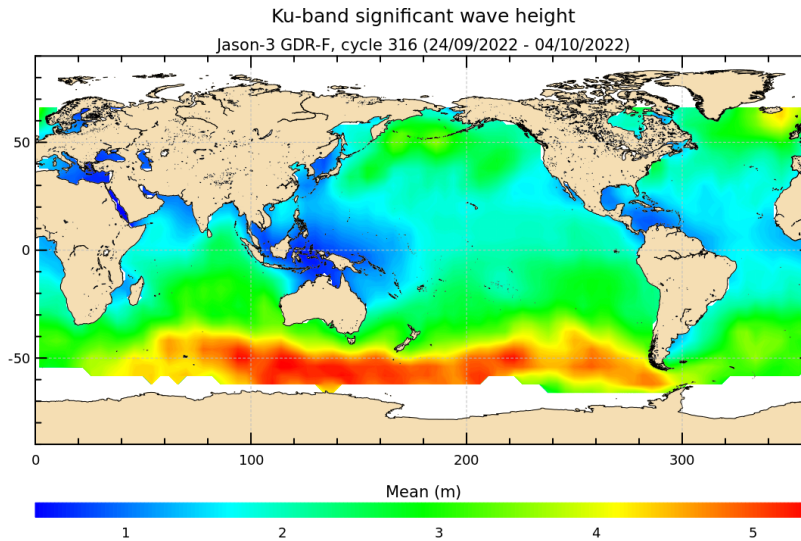 Ku-band significant wave height
Jason-3 GDR-F, cycle 316 (24/09/2022 - 04/10/2022)
50
0
-50
0 100 200 300
Mean (m)
1 2 3 4 5